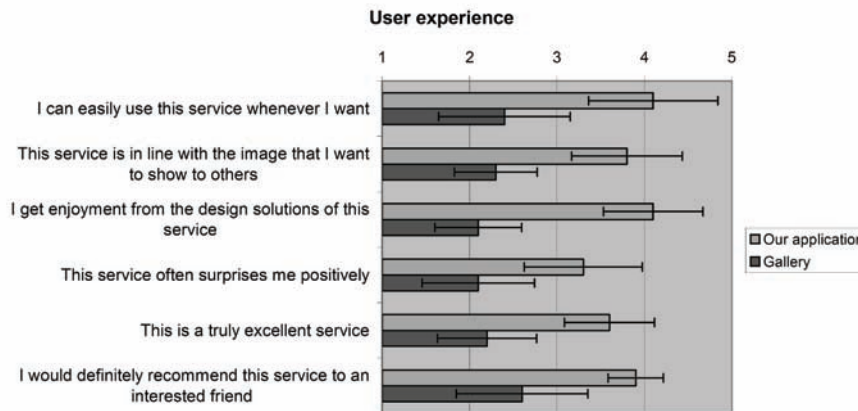 User experience
1 2 3 4 5
I can easily use this service whenever I want
This service is in line with the image that I want
to show to others
I get enjoyment from the design solutions of this
service
This service often surprises me positively
This is a truly excellent service
I would definitely recommend this service to an
interested friend
Our application
Gallery